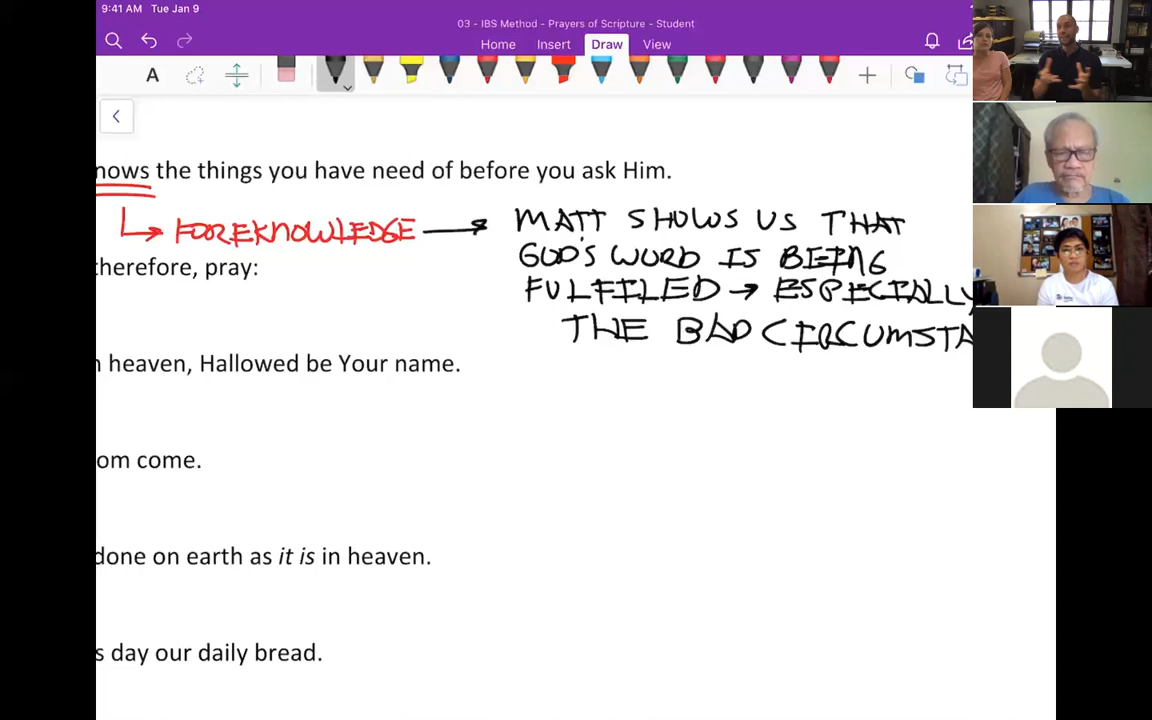 9:41 AM Tue Jan 9
03 - IBS Method - Prayers of Scripture - Student
Home Insert Draw View
A
nows the things you have need of before you ask Him.
FOREKNOWLEDGE → MATT SHOWS US THAT
GOD'S WORD IS BEING
FULFILED → ESPECIALLY
THE BAD CIRCUMSTA
therefore, pray:
n heaven, Hallowed be Your name.
om come.
done on earth as it is in heaven.
s day our daily bread.